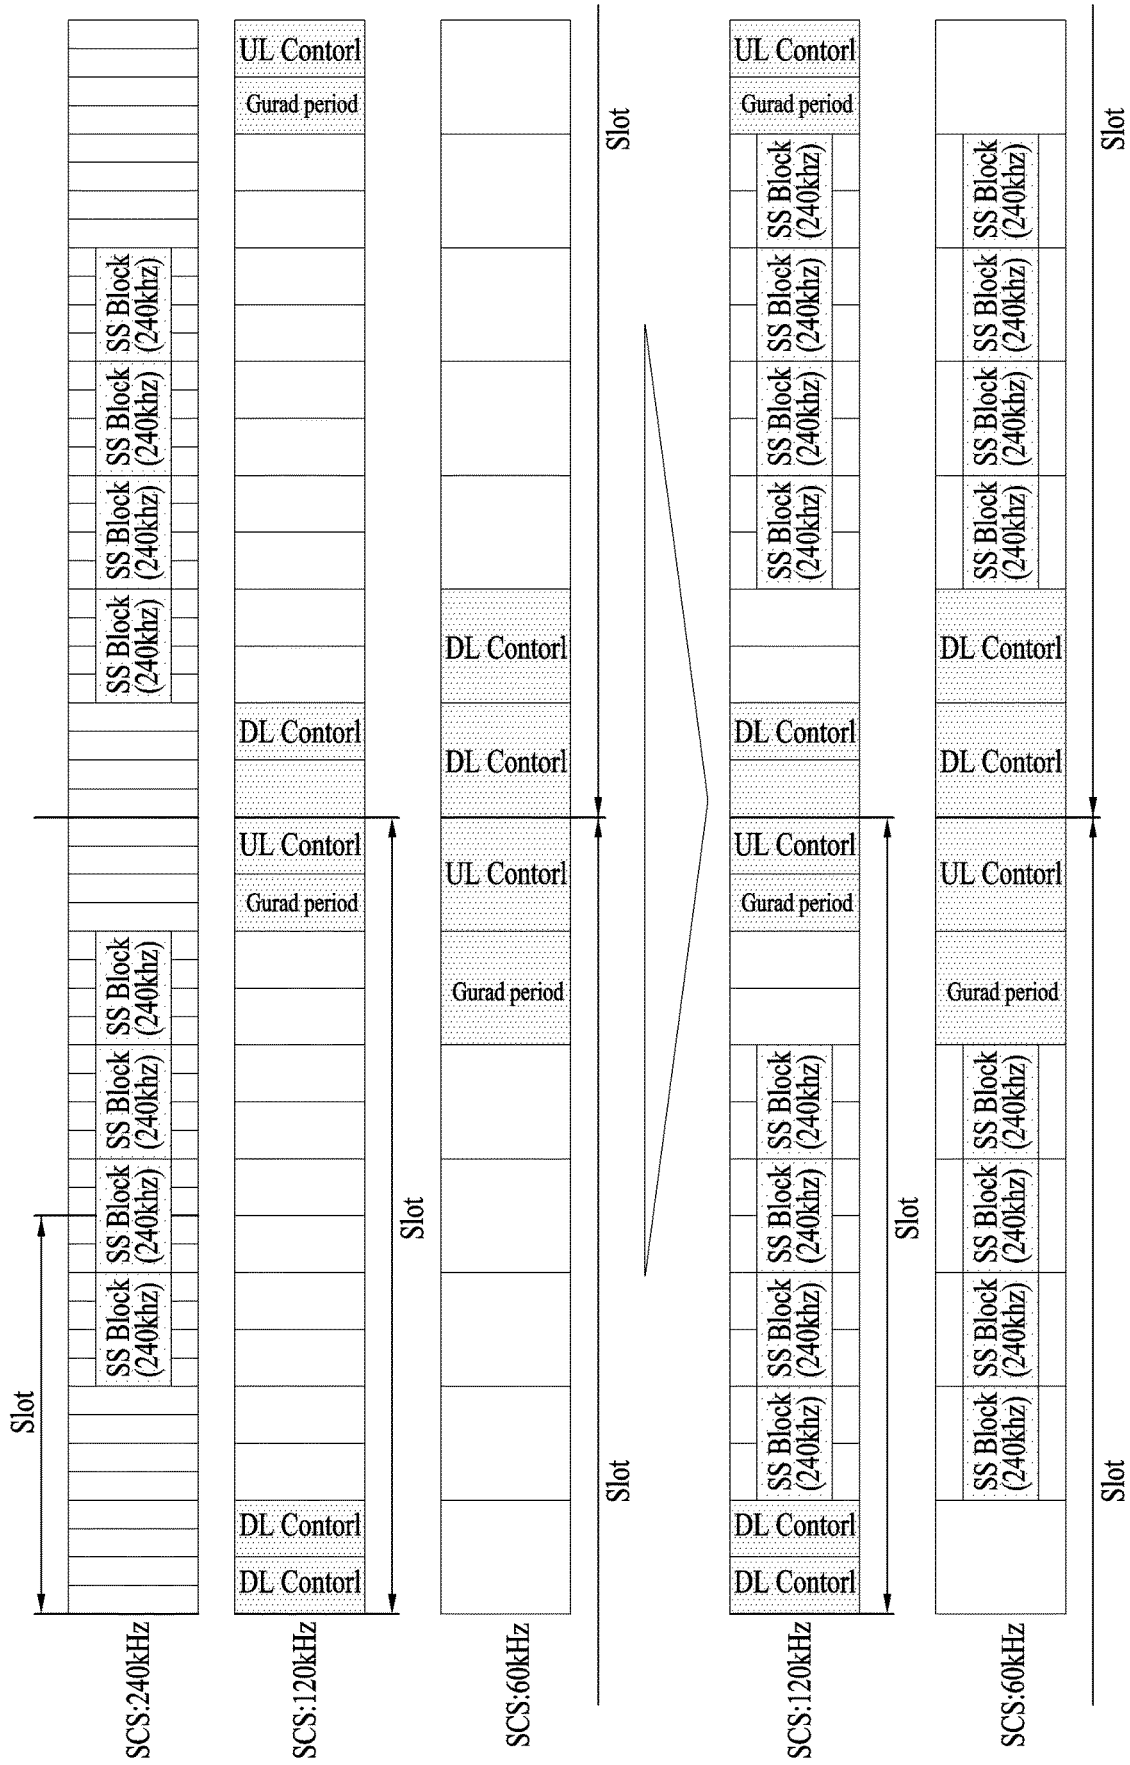 Slot
SCS:240kHz
SS Block
(240khz)
SS Block
(240khz)
SS Block
(240khz)
SS Block
(240khz)
SS Block
(240khz)
SS Block
(240khz)
SS Block
(240khz)
SS Block
(240khz)
SCS:120kHz
DL Contorl
DL Contorl
Gurad period
UL Contorl
DL Contorl
Gurad period
UL Contorl
Slot
SCS:60kHz
Gurad period
UL Contorl
DL Contorl
DL Contorl
Slot
Slot
SCS:120kHz
DL Contorl
DL Contorl
SS Block
(240khz)
SS Block
(240khz)
SS Block
(240khz)
SS Block
(240khz)
Gurad period
UL Contorl
DL Contorl
SS Block
(240khz)
SS Block
(240khz)
SS Block
(240khz)
SS Block
(240khz)
Gurad period
UL Contorl
Slot
SCS:60kHz
SS Block
(240khz)
SS Block
(240khz)
SS Block
(240khz)
SS Block
(240khz)
Gurad period
UL Contorl
DL Contorl
DL Contorl
SS Block
(240khz)
SS Block
(240khz)
SS Block
(240khz)
SS Block
(240khz)
Slot
Slot